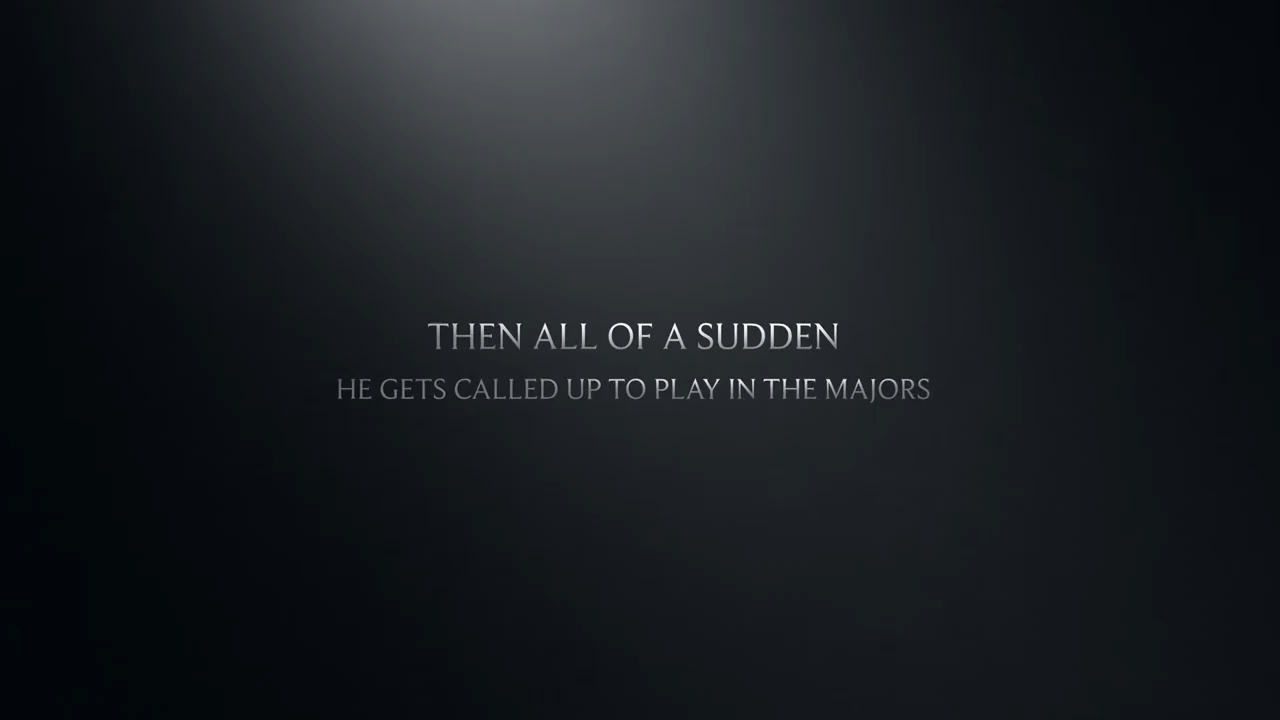 THEN ALL OF A SUDDEN
HE GETS CALLED UP TO PLAY IN THE MAJORS